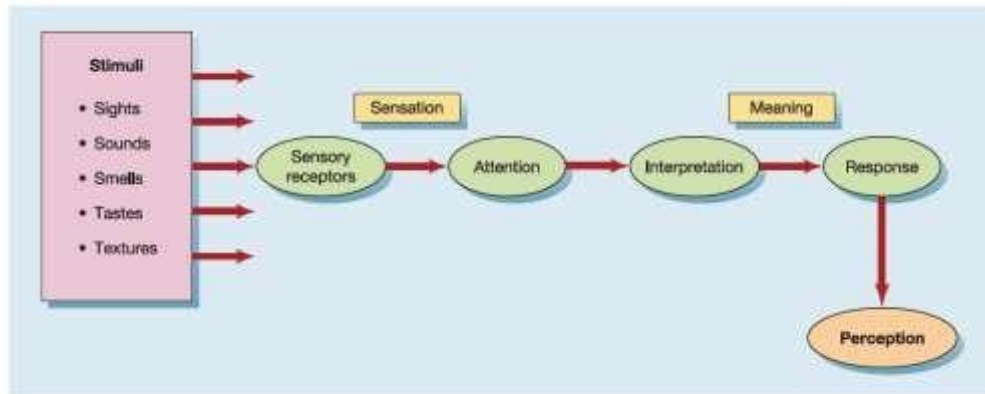 Stimuli
• Sights
• Sounds
• Smells
• Tastes
• Textures
Sensation
Meaning
Sensory
receptors
Attention
Interpretation
Response
Perception